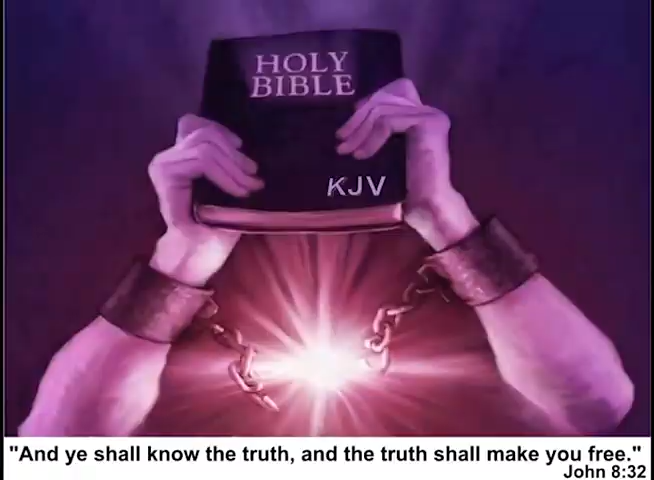 HOLY
BIBLE
KJV
"And ye shall know the truth, and the truth shall make you free."
John 8:32